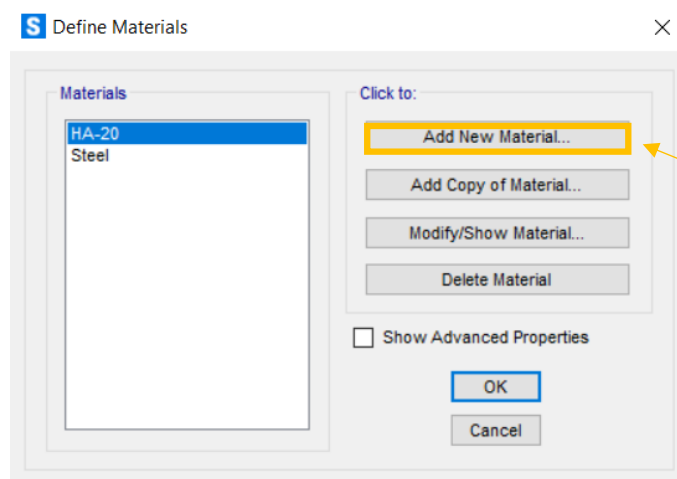 S Define Materials
Materials
HA-20
Steel
Click to:
Add New Material...
Add Copy of Material...
Modify/Show Material...
Delete Material
Show Advanced Properties
OK
Cancel